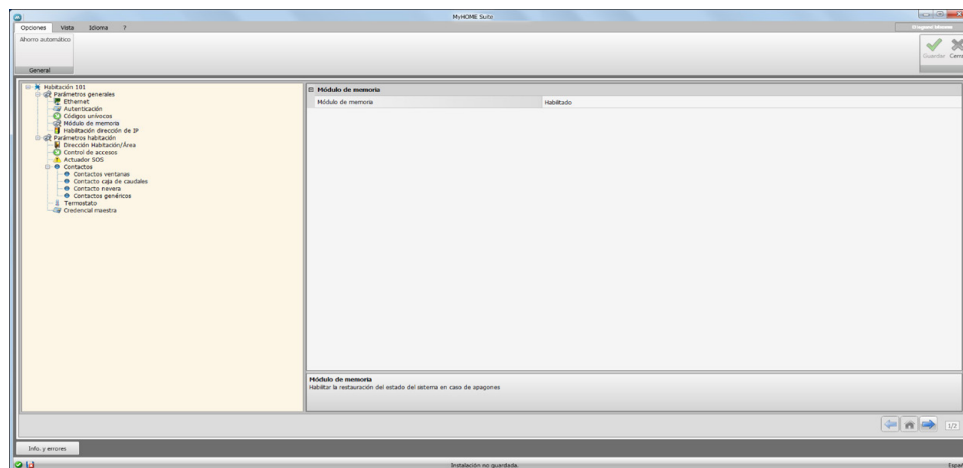 MyHOME Suite
Opciones Vista Idioma ?
Ahorro automático
Guardar
General
Habitación 101
Parámetros generales
Ethernet
Autenticación
Códigos unívocos
Módulo de memoria
Habilitación dirección de IP
Parámetros habitación
Dirección Habitación/Área
Control de accesos
Actuador SOS
Contactos
Contactos ventanas
Contacto caja de caudales
Contacto nevera
Contactos genéricos
Termostato
Credencial maestra
Módulo de memoria
Módulo de memoria Habilitado
Módulo de memoria
Habilitar la restauración del estado del sistema en caso de apagones
1/2
Info. y errores
Instalación no guardada.